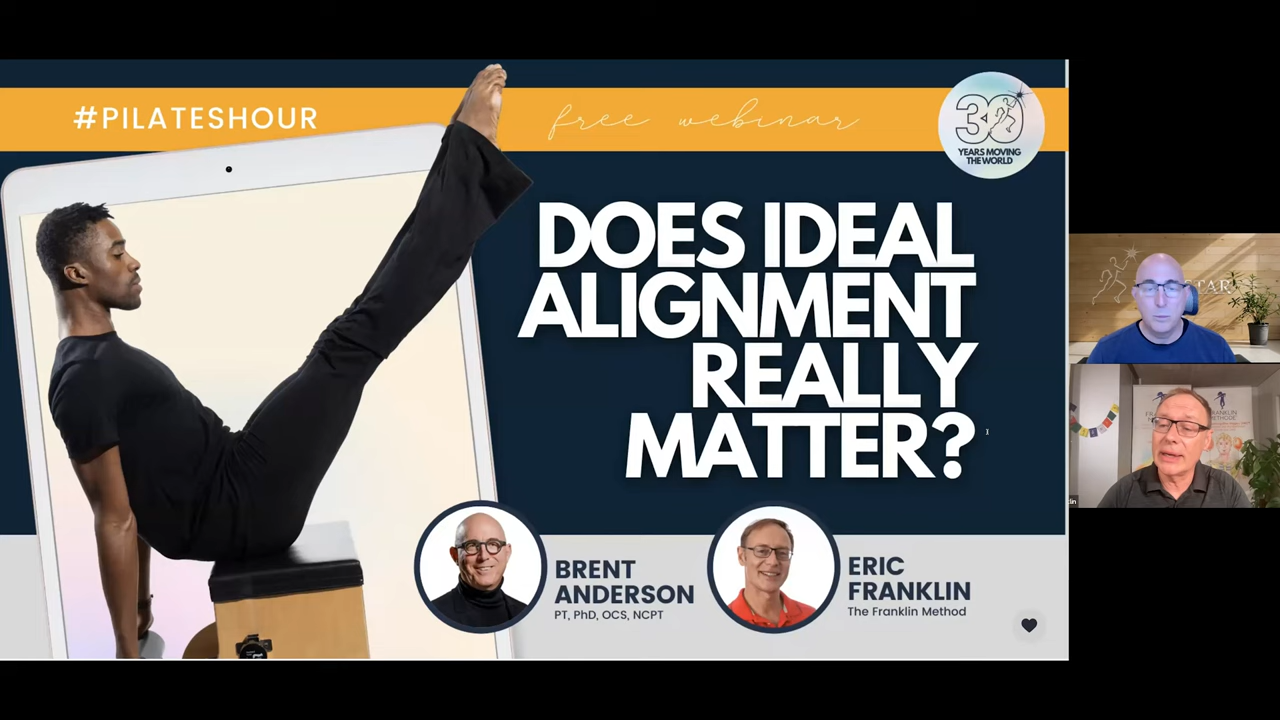 #PILATESHOUR
free webinar
30
YEARS MOVING
THE WORLD
DOES IDEAL
ALIGNMENT
REALLY
MATTER?
BRENT
ANDERSON
PT, PhD, OCS, NCPT
ERIC
FRANKLIN
The Franklin Method